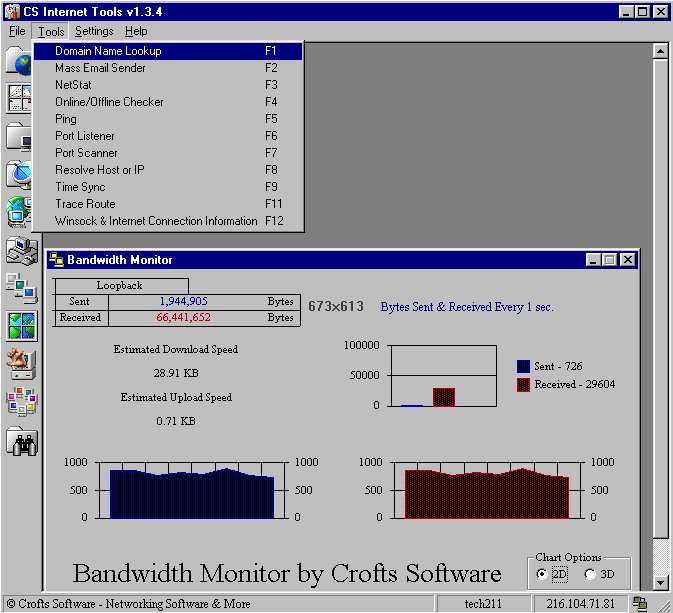 CS Internet Tools v1.3.4
File Tools Settings Help
Domain Name Lookup F1
Mass Email Sender F2
NetStat F3
Online/Offline Checker F4
Ping F5
Port Listener F6
Port Scanner F7
Resolve Host or IP F8
Time Sync F9
Trace Route F11
Winsock & Internet Connection Information F12
Bandwidth Monitor
Loopback
Sent 1,944,905 Bytes
Received 66,441,652 Bytes
673x613
Bytes Sent & Received Every 1 sec.
Estimated Download Speed
28.91 KB
Estimated Upload Speed
0.71 KB
100000
50000
0
Sent - 726
Received - 29604
1000 1000
500 500
0 0
1000 1000
500 500
0 0
Bandwidth Monitor by Crofts Software
Chart Options
2D 3D
© Crofts Software - Networking Software & More
tech211
216.104.71.81